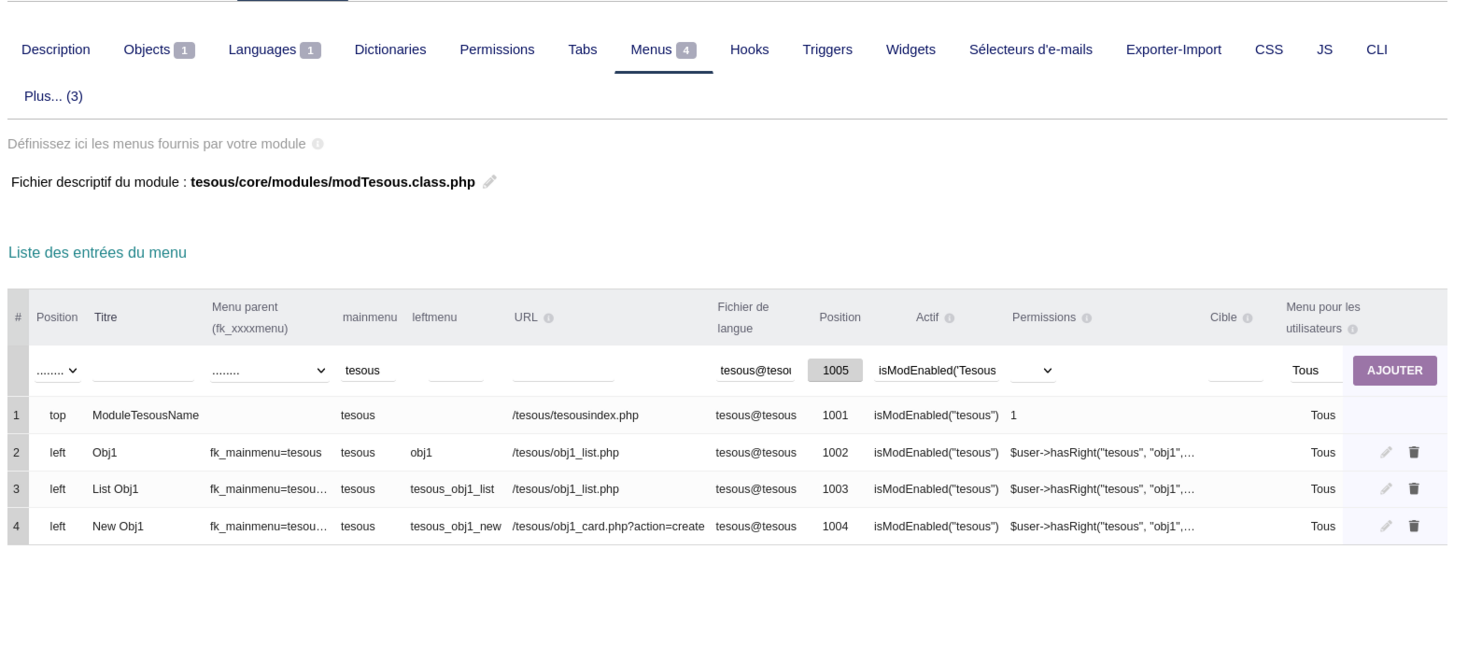 Description Objects 1 Languages 1 Dictionaries Permissions Tabs Menus 4 Hooks Triggers Widgets Sélecteurs d'e-mails Exporter-Import CSS JS CLI
Plus... (3)
Définissez ici les menus fournis par votre module
Fichier descriptif du module : tesous/core/modules/modTesous.class.php
Liste des entrées du menu
# Position Titre Menu parent (fk_xxxxmenu) mainmenu leftmenu URL Fichier de langue Position Actif Permissions Cible Menu pour les utilisateurs
........ ........ tesous tesous@tesou 1005 isModEnabled('Tesous Tous AJOUTER
1 top ModuleTesousName tesous /tesous/tesousindex.php tesous@tesous 1001 isModEnabled("tesous") 1 Tous
2 left Obj1 fk_mainmenu=tesous tesous obj1 /tesous/obj1_list.php tesous@tesous 1002 isModEnabled("tesous") $user->hasRight("tesous", "obj1",... Tous
3 left List Obj1 fk_mainmenu=tesou... tesous tesous_obj1_list /tesous/obj1_list.php tesous@tesous 1003 isModEnabled("tesous") $user->hasRight("tesous", "obj1",... Tous
4 left New Obj1 fk_mainmenu=tesou... tesous tesous_obj1_new /tesous/obj1_card.php?action=create tesous@tesous 1004 isModEnabled("tesous") $user->hasRight("tesous", "obj1",... Tous